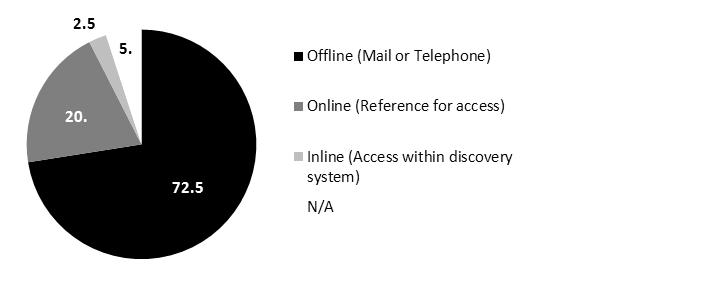 2.5
5.
20.
72.5
Offline (Mail or Telephone)
Online (Reference for access)
Inline (Access within discovery
system)
N/A